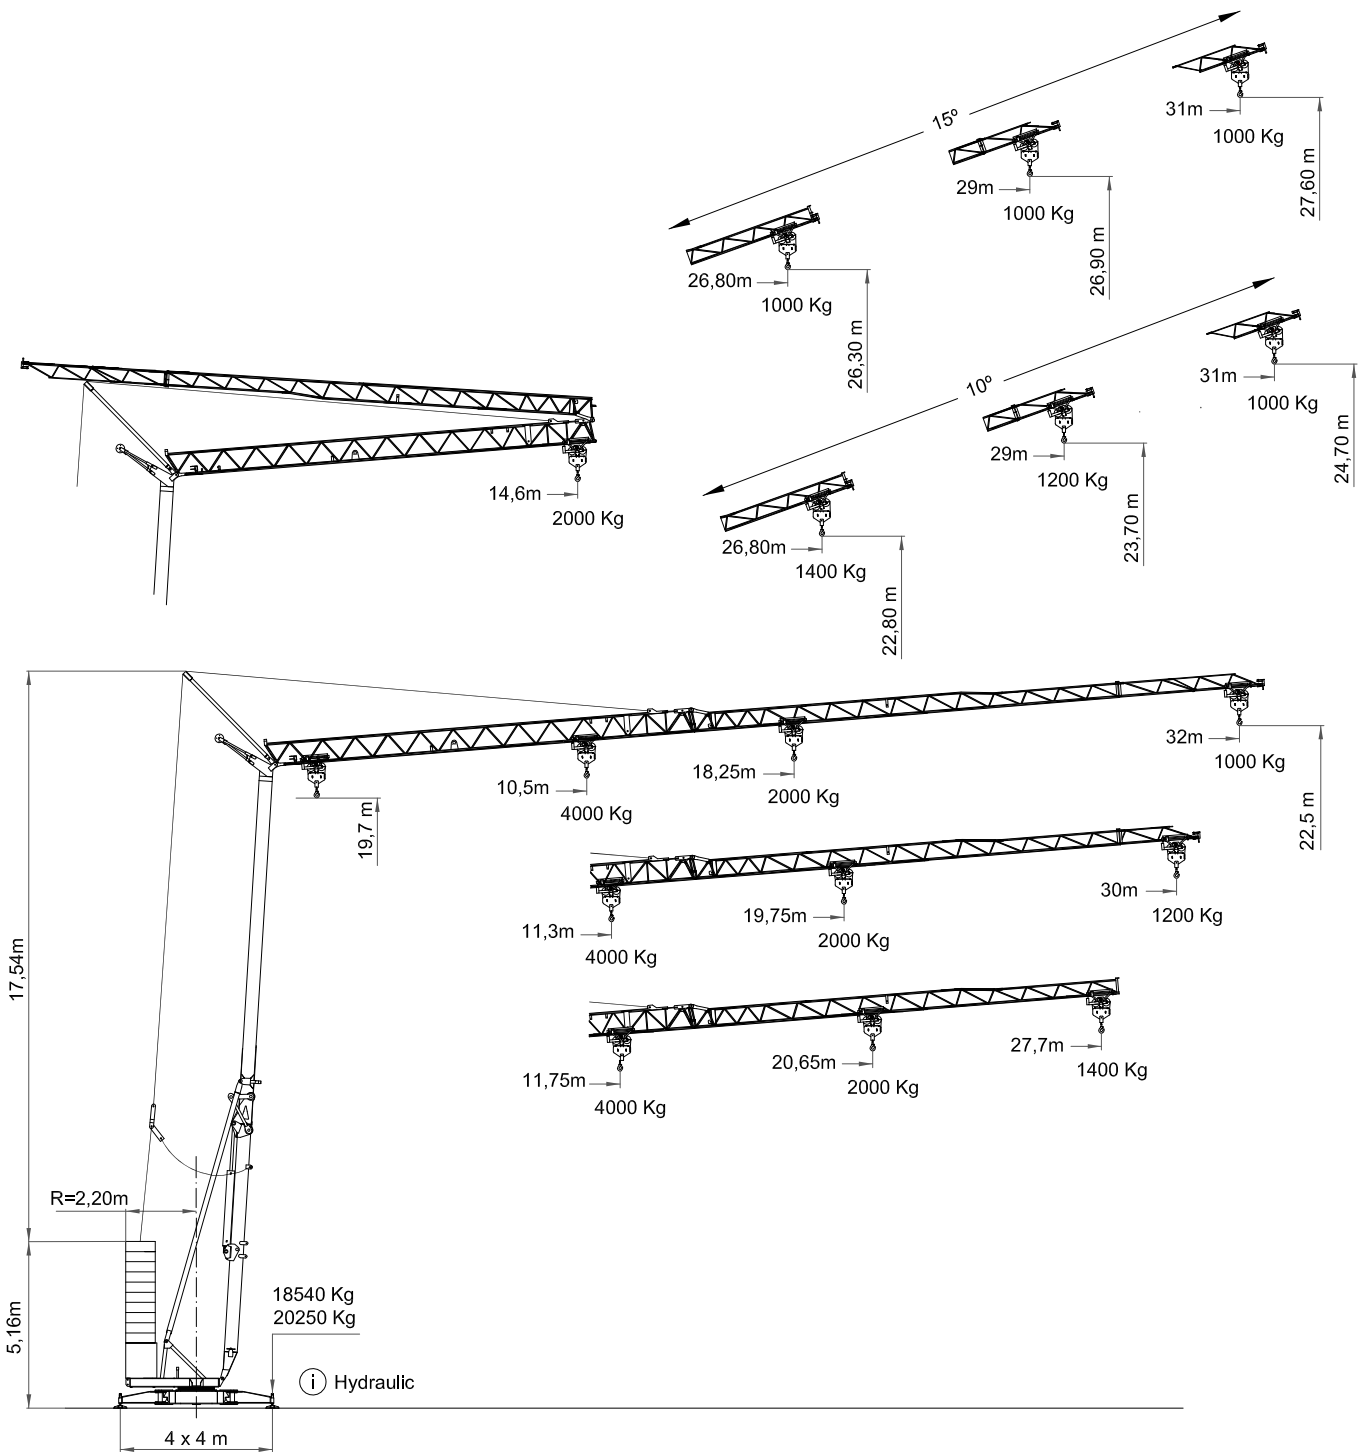 15º
31m
1000 Kg
27,60 m
29m
1000 Kg
26,90 m
26,80m
1000 Kg
26,30 m
10º
31m
1000 Kg
24,70 m
29m
1200 Kg
23,70 m
26,80m
1400 Kg
22,80 m
14,6m
2000 Kg
32m
1000 Kg
22,5 m
18,25m
2000 Kg
10,5m
4000 Kg
19,7 m
30m
1200 Kg
19,75m
2000 Kg
11,3m
4000 Kg
27,7m
1400 Kg
20,65m
2000 Kg
11,75m
4000 Kg
17,54m
R=2,20m
5,16m
18540 Kg
20250 Kg
i Hydraulic
4 x 4 m